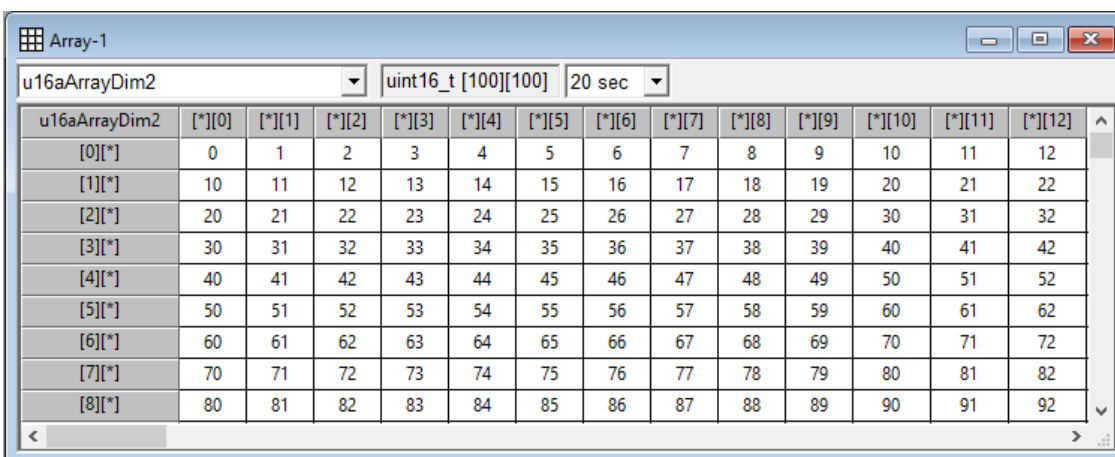 Array-1
u16aArrayDim2 uint16_t [100][100] 20 sec
u16aArrayDim2 [*][0] [*][1] [*][2] [*][3] [*][4] [*][5] [*][6] [*][7] [*][8] [*][9] [*][10] [*][11] [*][12]
[0][*] 0 1 2 3 4 5 6 7 8 9 10 11 12
[1][*] 10 11 12 13 14 15 16 17 18 19 20 21 22
[2][*] 20 21 22 23 24 25 26 27 28 29 30 31 32
[3][*] 30 31 32 33 34 35 36 37 38 39 40 41 42
[4][*] 40 41 42 43 44 45 46 47 48 49 50 51 52
[5][*] 50 51 52 53 54 55 56 57 58 59 60 61 62
[6][*] 60 61 62 63 64 65 66 67 68 69 70 71 72
[7][*] 70 71 72 73 74 75 76 77 78 79 80 81 82
[8][*] 80 81 82 83 84 85 86 87 88 89 90 91 92